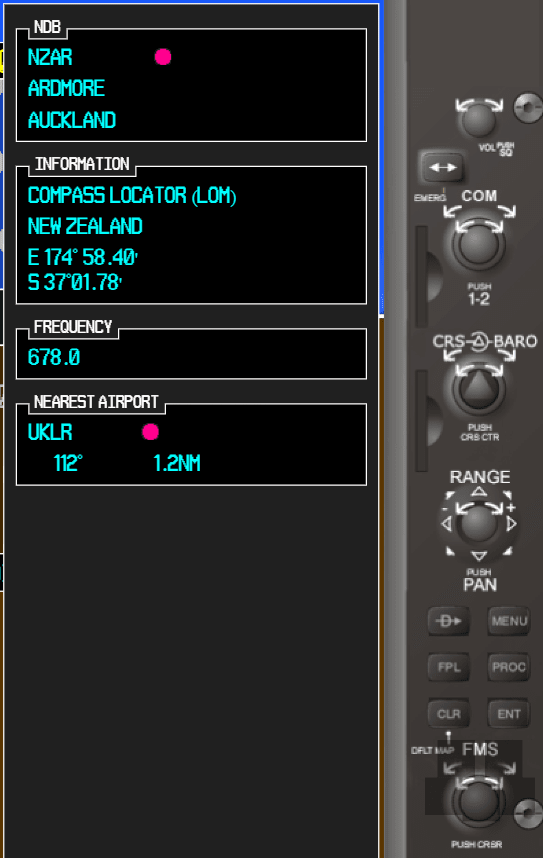 NDB
NZAR
ARDMORE
AUCKLAND
INFORMATION
COMPASS LOCATOR (LOM)
NEW ZEALAND
E 174° 58.40'
S 37°01.78'
FREQUENCY
678.0
NEAREST AIRPORT
UKLR
112° 1.2NM
VOL PUSH SQ
EMERG
COM
PUSH
1-2
CRS BARO
PUSH
CRS CTR
RANGE
- +
PUSH
PAN
D MENU
FPL PROC
CLR ENT
DFLT MAP FMS
PUSH CRSR